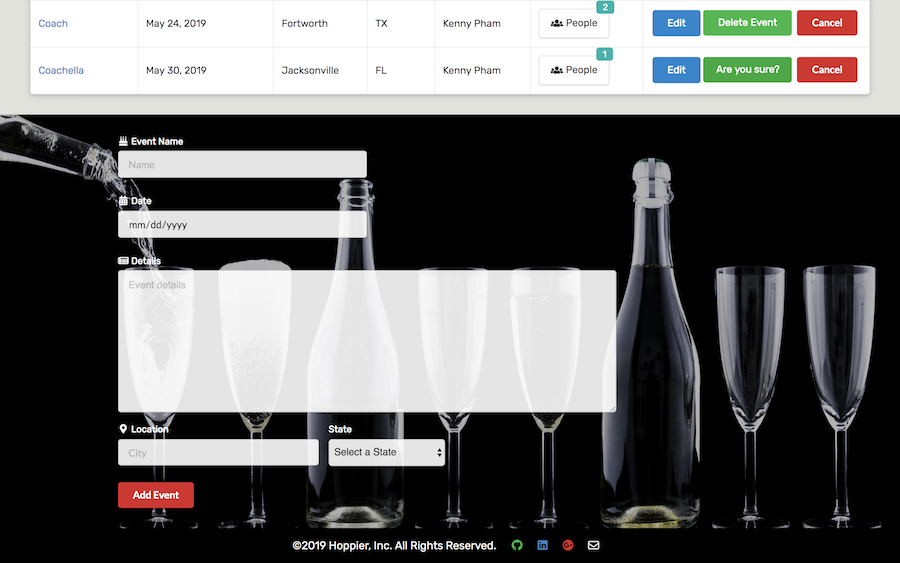 2 1
Coach May 24, 2019 Fortworth TX Kenny Pham People 2 Edit Delete Event Cancel
Coachella May 30, 2019 Jacksonville FL Kenny Pham People 1 Edit Are you sure? Cancel
Event Name
Name
Date
mm/dd/yyyy
Details
Event details
Location State
City Select a State
Add Event
©2019 Hoppier, Inc. All Rights Reserved.